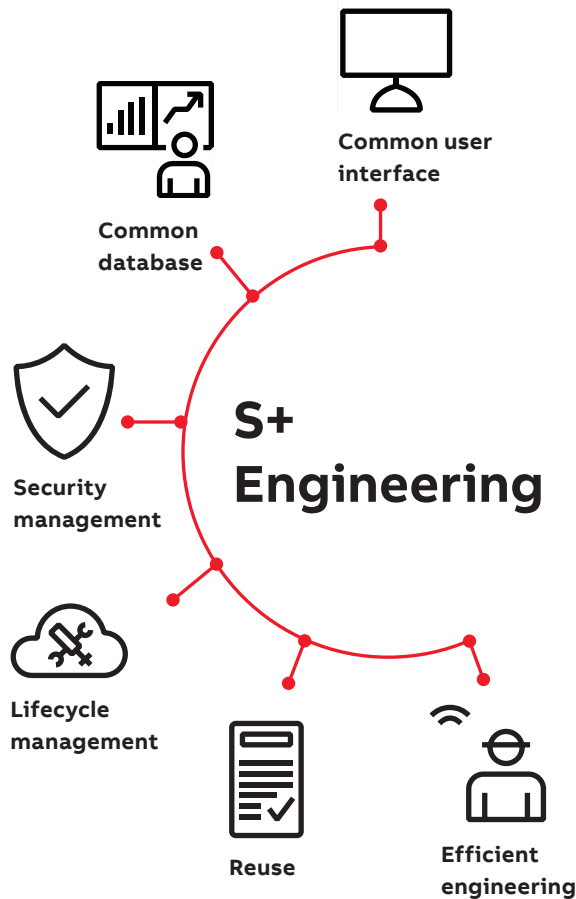 Common user
interface
Common
database
S+
Engineering
Security
management
Lifecycle
management
Reuse
Efficient
engineering